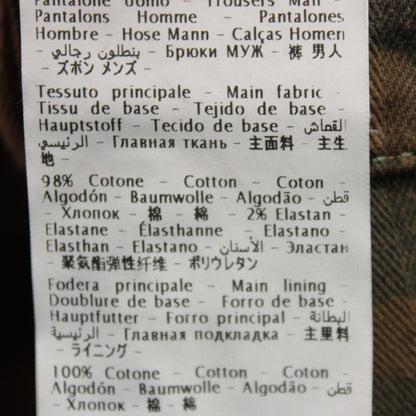 Pantalone Uomo - Trousers Man -
Pantalons Homme - Pantalones
Hombre - Hose Mann - Calças Homen
بنطلون رجالي - Брюки МУЖ - 裤 男人
- ズボン メンズ
Tessuto principale - Main fabric -
Tissu de base - Tejido de base -
Hauptstoff - Tecido de base - القماش
الرئيسي - Главная ткань - 主面料 - 主生
地 -
98% Cotone - Cotton - Coton -
Algodón - Baumwolle - Algodão - قطن
- Хлопок - 棉 - 綿 - 2% Elastan -
Elastane - Élasthanne - Elastano -
Elasthan - Elastano - الأستان - Эластан
- 聚氨酯弹性纤维 - ポリウレタン
Fodera principale - Main lining -
Doublure de base - Forro de base -
Hauptfutter - Forro principal - البطانة
الرئيسية - Главная подкладка - 主里料
- ライニング -
100% Cotone - Cotton - Coton -
Algodón - Baumwolle - Algodão - قطن
- Хлопок - 棉 - 綿